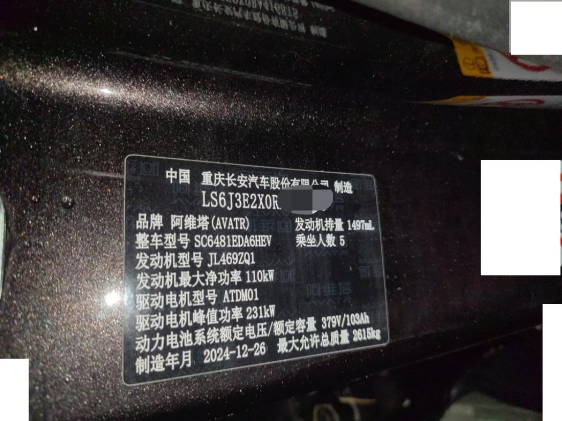 中国 重庆长安汽车股份有限公司 制造
LS6J3E2X0R
品牌 阿维塔(AVATR) 发动机排量 1497mL
整车型号 SC6481EDA6HEV 乘坐人数 5
发动机型号 JL469ZQ1
发动机最大净功率 110kW
驱动电机型号 ATDM01
驱动电机峰值功率 231kW
动力电池系统额定电压/额定容量 379V/103Ah
制造年月 2024-12-26 最大允许总质量 2615kg